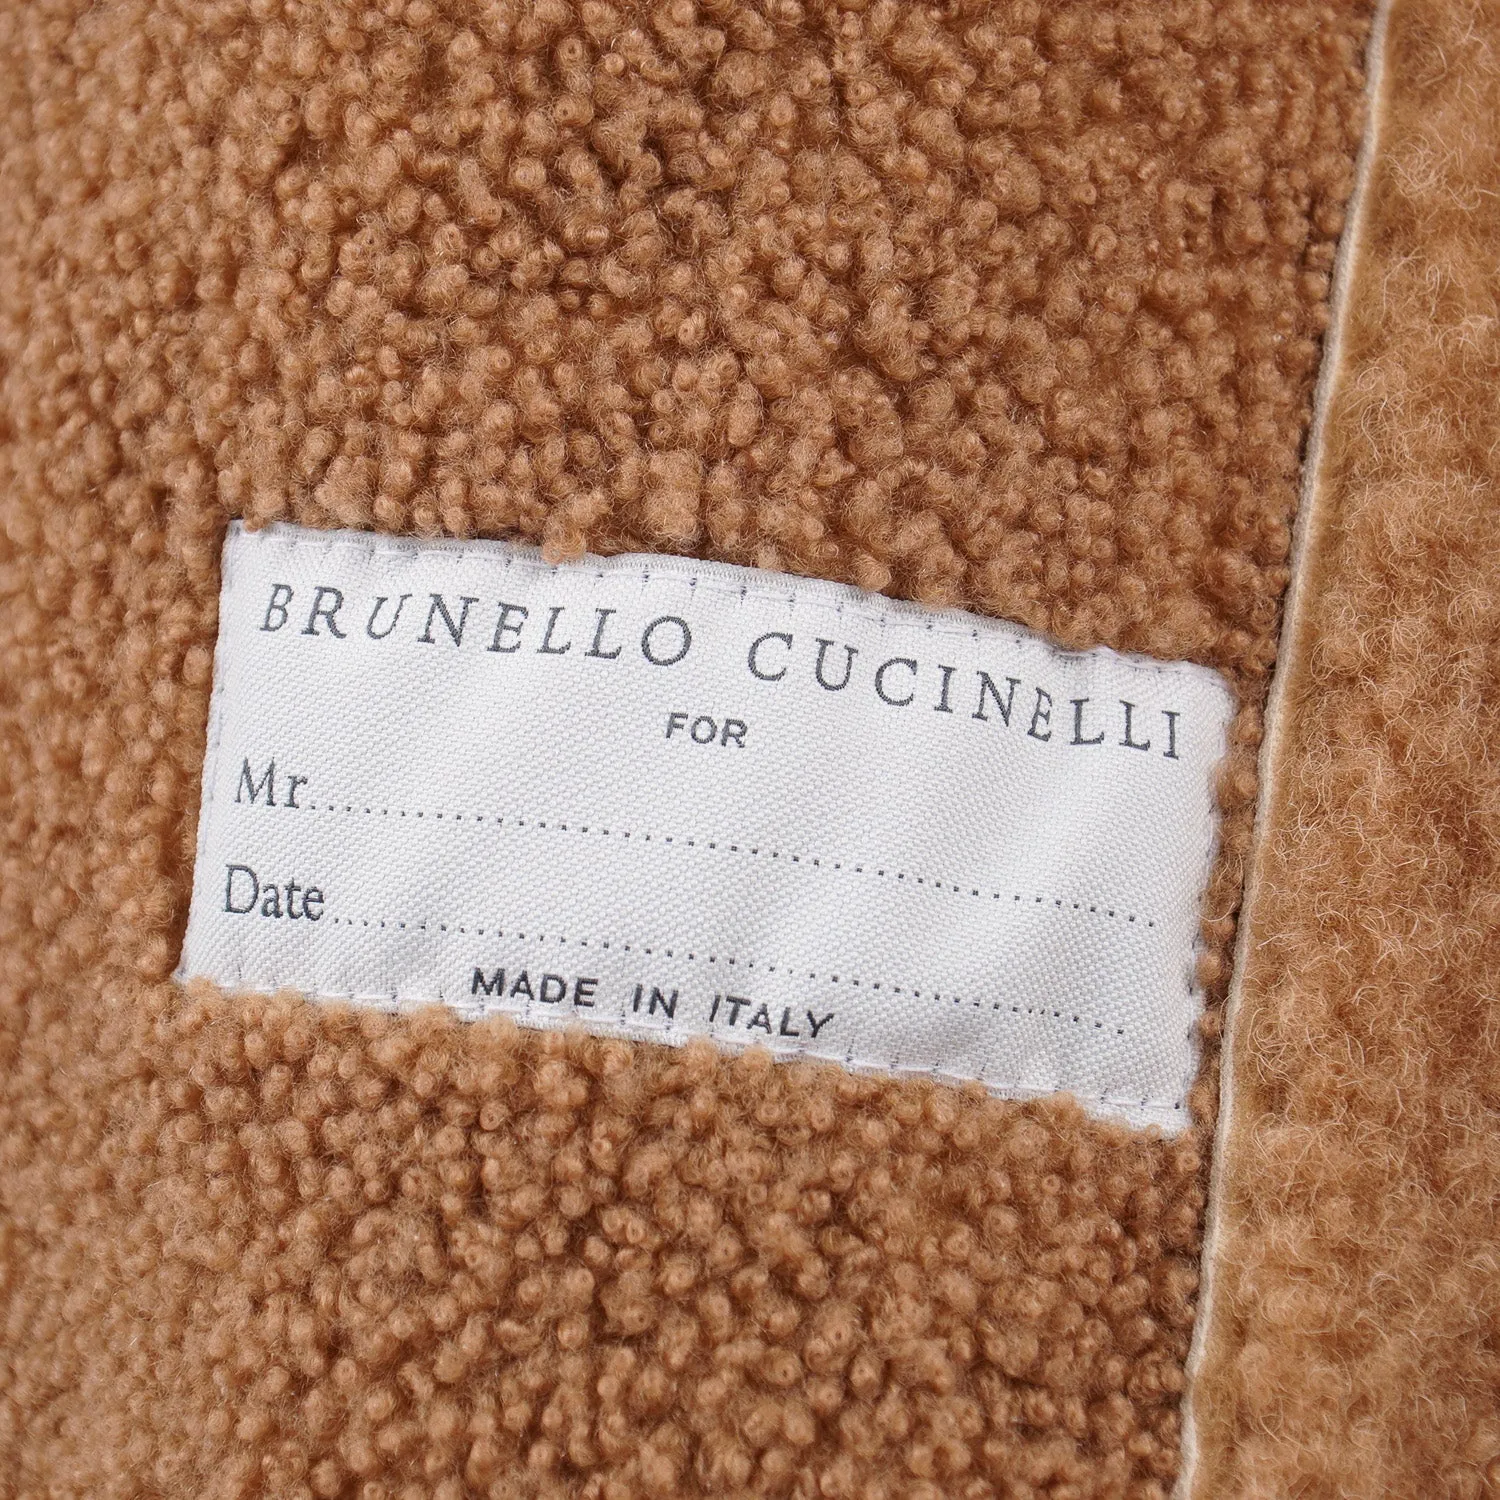 BRUNELLO CUCINELLI
FOR
Mr.
Date
MADE IN ITALY